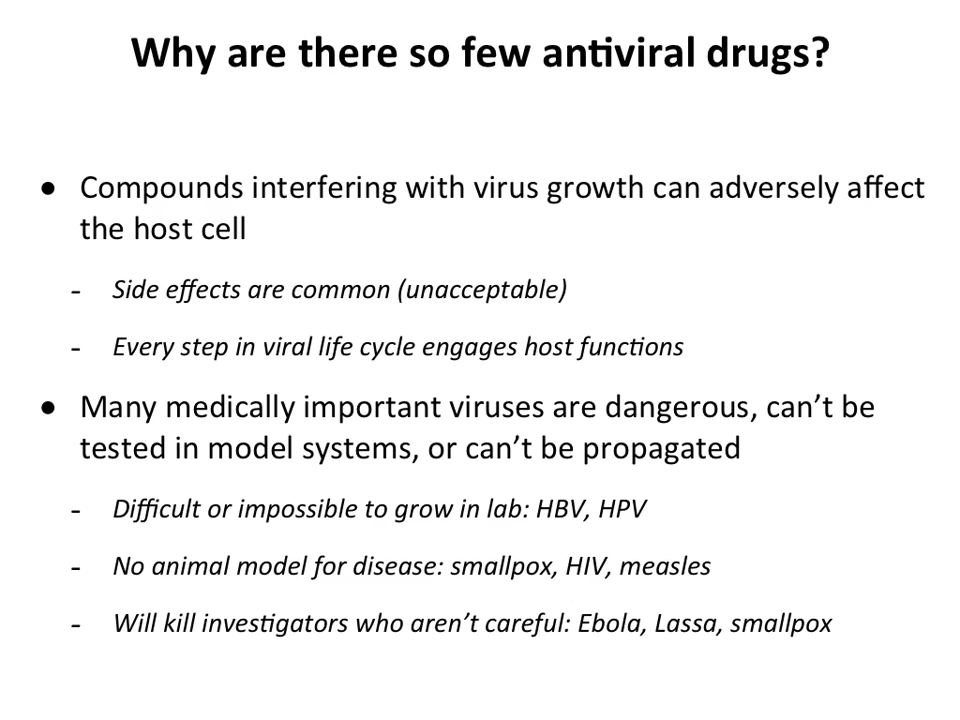 Why are there so few antiviral drugs?
• Compounds interfering with virus growth can adversely affect
the host cell
- Side effects are common (unacceptable)
- Every step in viral life cycle engages host functions
• Many medically important viruses are dangerous, can’t be
tested in model systems, or can’t be propagated
- Difficult or impossible to grow in lab: HBV, HPV
- No animal model for disease: smallpox, HIV, measles
- Will kill investigators who aren’t careful: Ebola, Lassa, smallpox